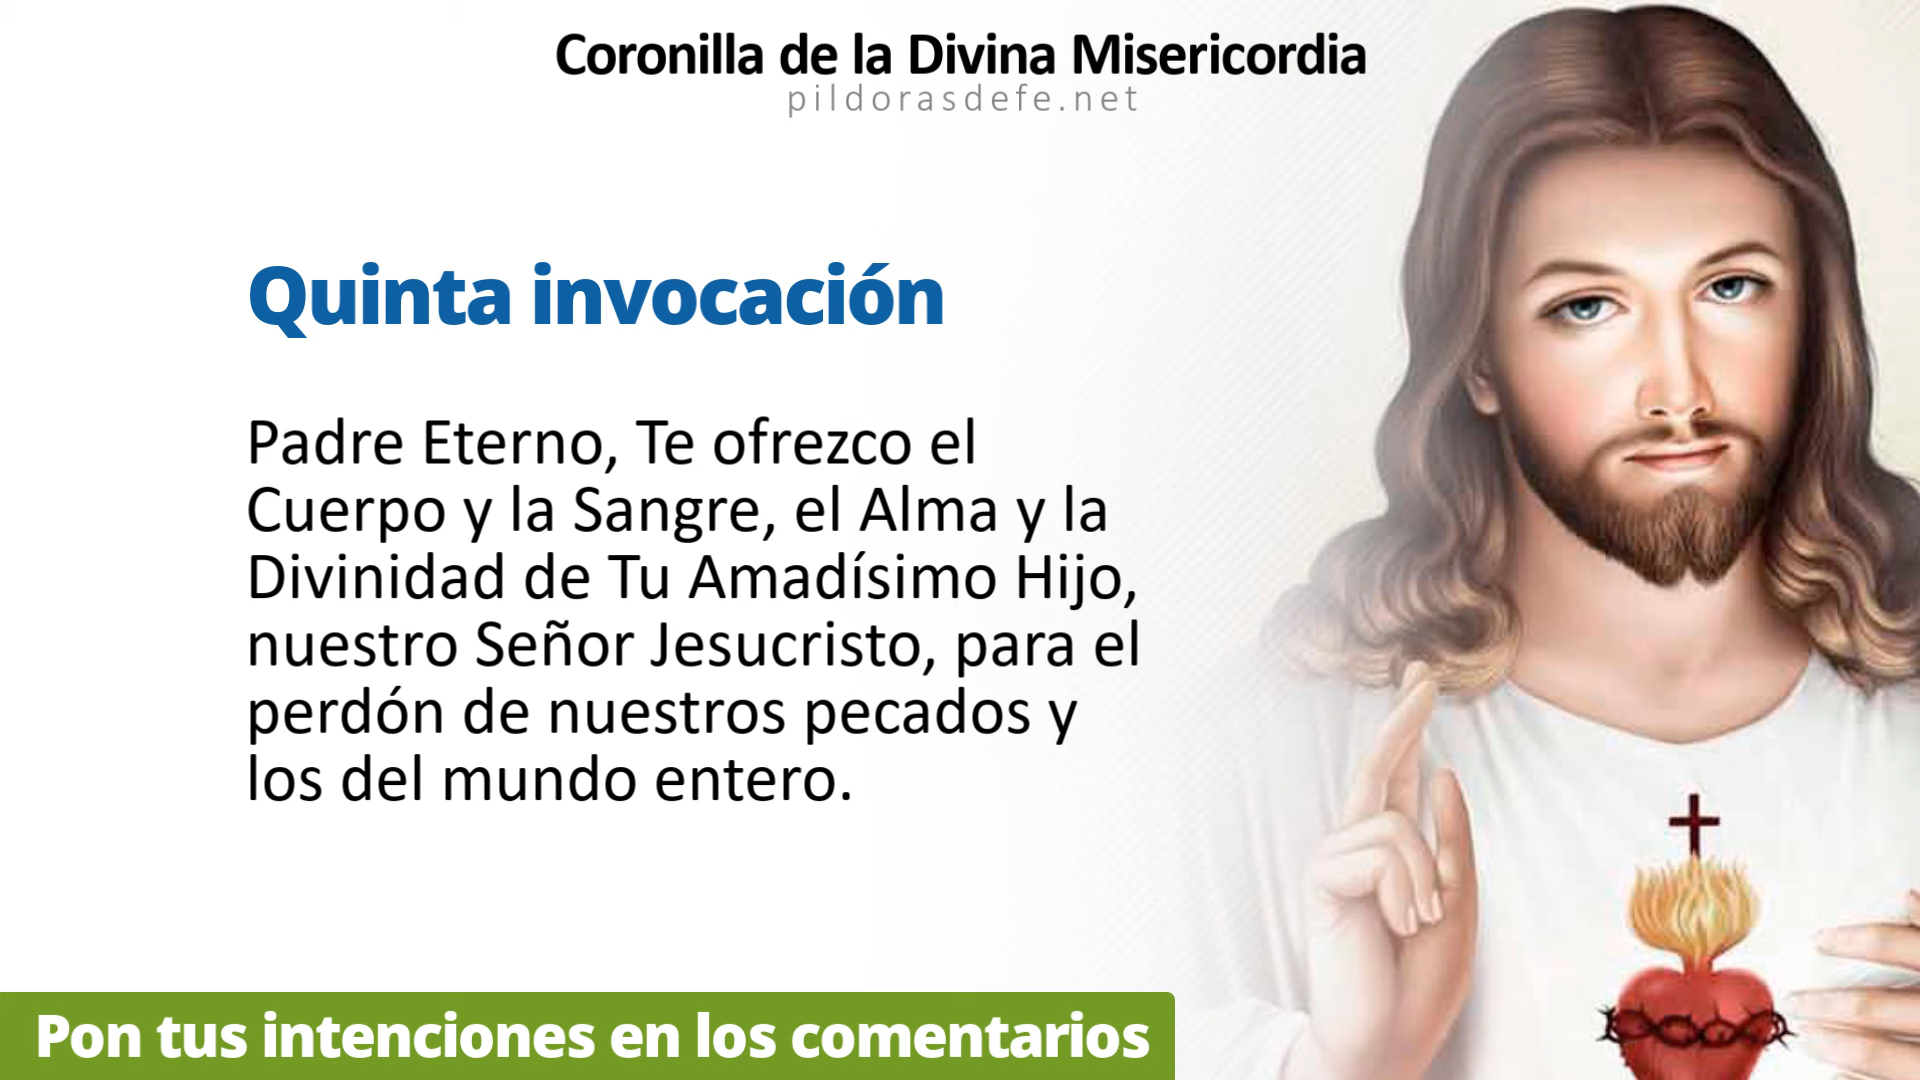 Coronilla de la Divina Misericordia
pildorasdefe.net
Quinta invocación
Padre Eterno, Te ofrezco el
Cuerpo y la Sangre, el Alma y la
Divinidad de Tu Amadísimo Hijo,
nuestro Señor Jesucristo, para el
perdón de nuestros pecados y
los del mundo entero.
Pon tus intenciones en los comentarios